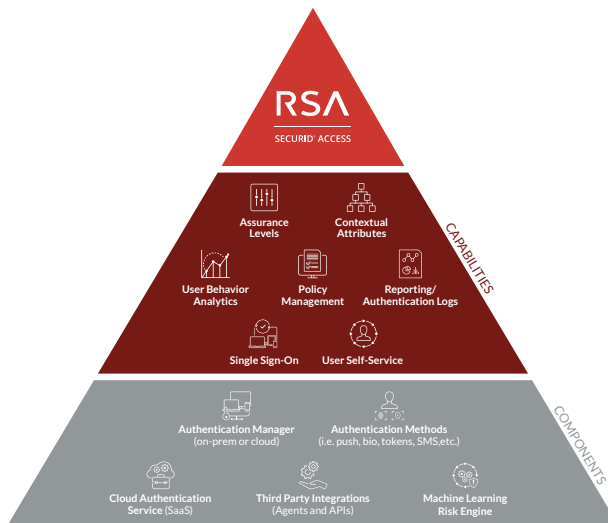 RSA
SECURID® ACCESS
Assurance
Levels
Contextual
Attributes
User Behavior
Analytics
Policy
Management
Reporting/
Authentication Logs
Single Sign-On
User Self-Service
CAPABILITIES
Authentication Manager
(on-prem or cloud)
Authentication Methods
(i.e. push, bio, tokens, SMS,etc.)
Cloud Authentication
Service (SaaS)
Third Party Integrations
(Agents and APIs)
Machine Learning
Risk Engine
COMPONENTS